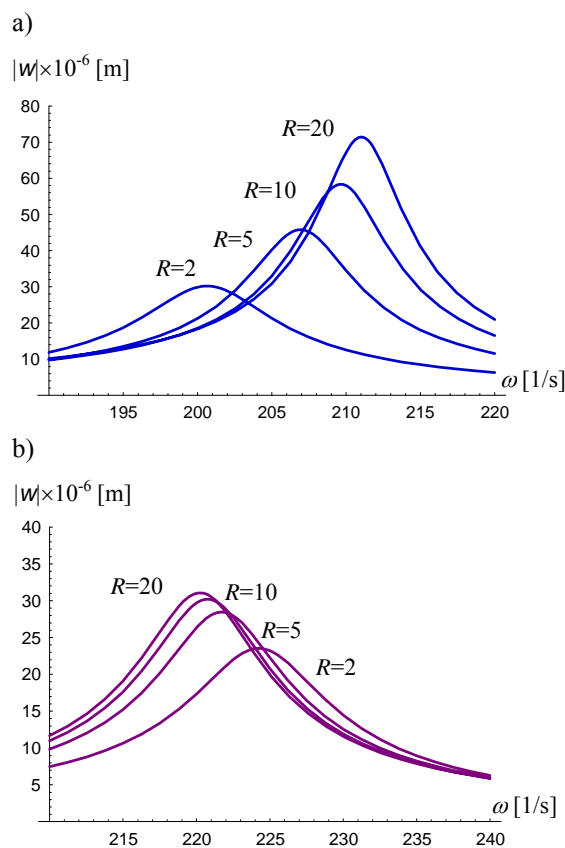 a)
|w|×10⁻⁶ [m]
80
70
60
50
40
30
20
10
R=20
R=10
R=5
R=2
ω [1/s]
195 200 205 210 215 220
b)
|w|×10⁻⁶ [m]
40
35
30
25
20
15
10
5
R=20
R=10
R=5
R=2
ω [1/s]
215 220 225 230 235 240